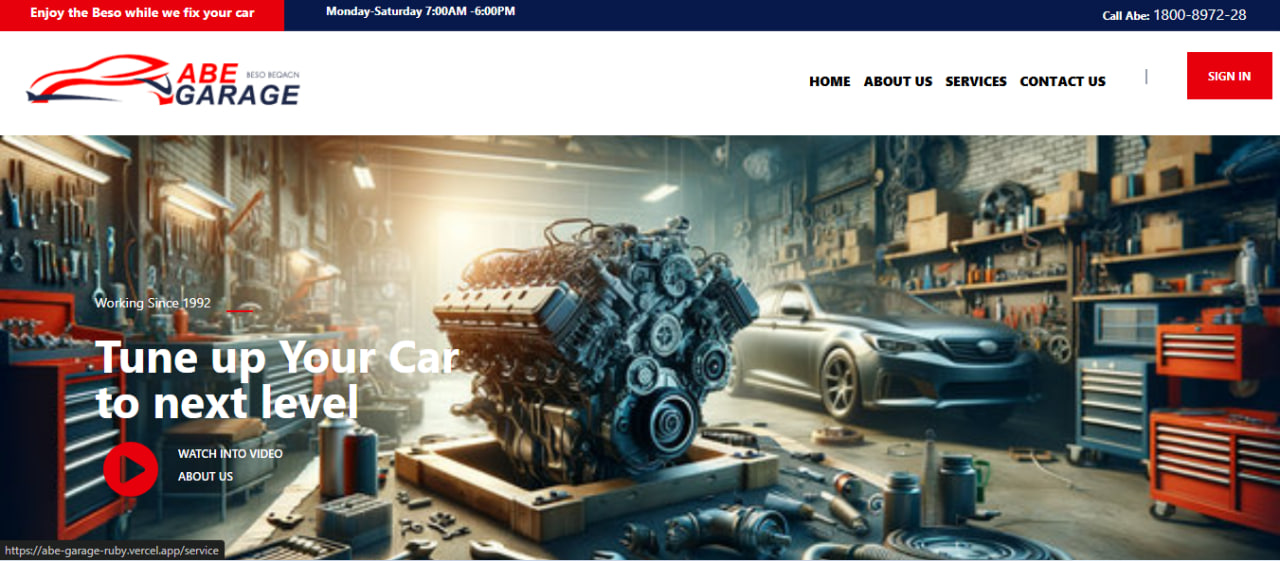 Enjoy the Beso while we fix your car
Monday-Saturday 7:00AM -6:00PM
Call Abe: 1800-8972-28
ABE BESO BEQACN
GARAGE
HOME ABOUT US SERVICES CONTACT US
SIGN IN
Working Since 1992
Tune up Your Car
to next level
WATCH INTO VIDEO
ABOUT US
https://abe-garage-ruby.vercel.app/service